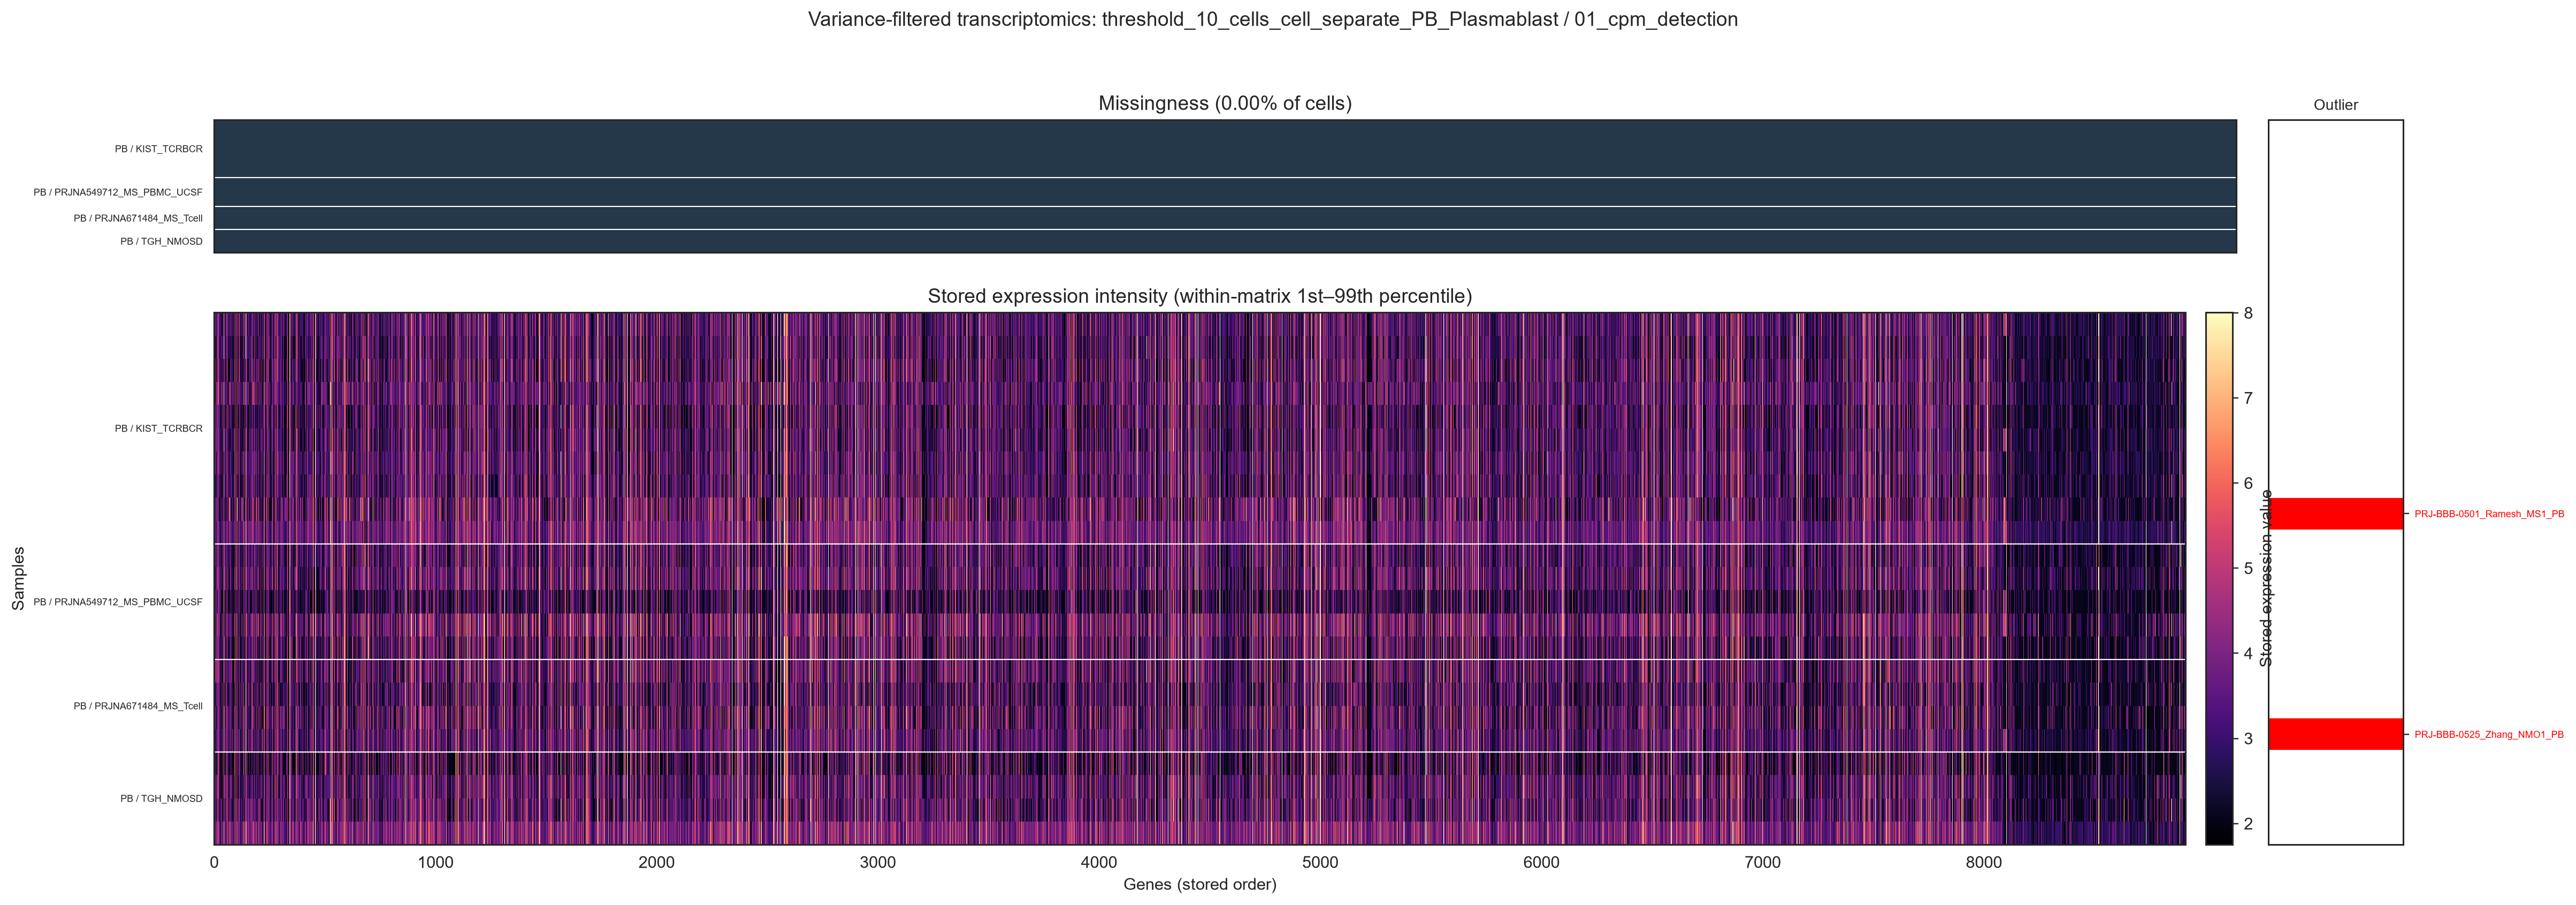 Variance-filtered transcriptomics: threshold_10_cells_cell_separate_PB_Plasmablast / 01_cpm_detection
Missingness (0.00% of cells)
Outlier
PB / KIST_TCRBCR
PB / PRJNA549712_MS_PBMC_UCSF
PB / PRJNA671484_MS_Tcell
PB / TGH_NMOSD
Stored expression intensity (within-matrix 1st–99th percentile)
Samples
PB / KIST_TCRBCR
PB / PRJNA549712_MS_PBMC_UCSF
PB / PRJNA671484_MS_Tcell
PB / TGH_NMOSD
0 1000 2000 3000 4000 5000 6000 7000 8000
Genes (stored order)
8
7
6
5
4
3
2
Stored expression value
PRJ-BBB-0501_Ramesh_MS1_PB
PRJ-BBB-0525_Zhang_NMO1_PB